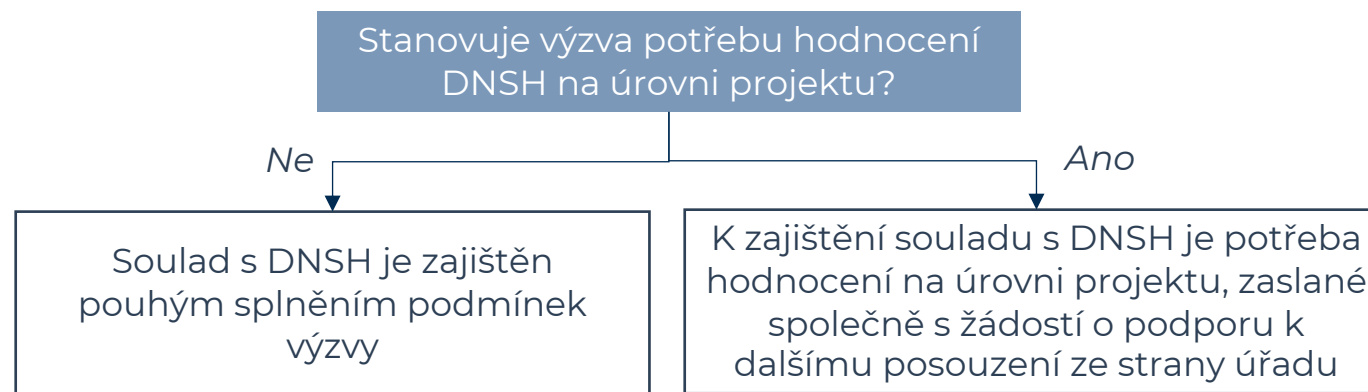 Stanovuje výzva potřebu hodnocení
DNSH na úrovni projektu?
Ne
Ano
Soulad s DNSH je zajištěn
pouhým splněním podmínek
výzvy
K zajištění souladu s DNSH je potřeba
hodnocení na úrovni projektu, zaslané
společně s žádostí o podporu k
dalšímu posouzení ze strany úřadu